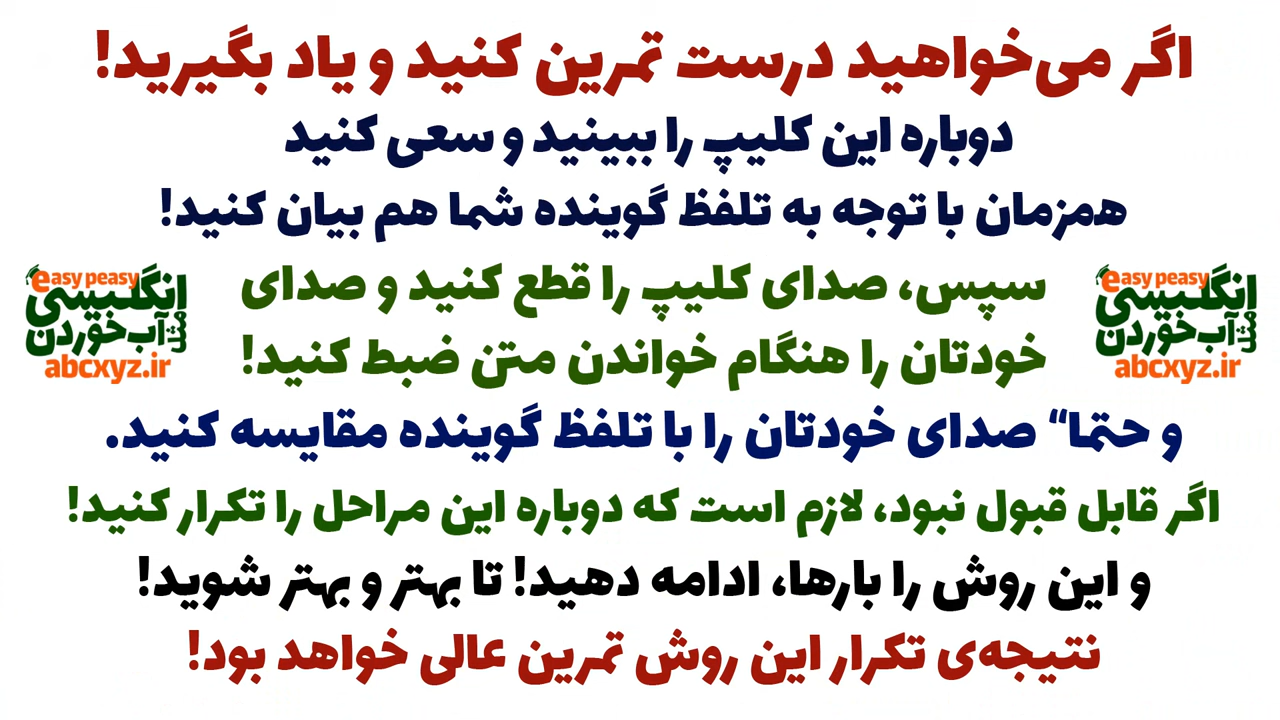 اگر می‌خواهید درست تمرین کنید و یاد بگیرید!
دوباره این کلیپ را ببینید و سعی کنید
همزمان با توجه به تلفظ گوینده شما هم بیان کنید!
سپس، صدای کلیپ را قطع کنید و صدای
خودتان را هنگام خواندن متن ضبط کنید!
easy peasy
انگلیسی
مثل آب خوردن
abcxyz.ir
easy peasy
انگلیسی
مثل آب خوردن
abcxyz.ir
و حتما“ صدای خودتان را با تلفظ گوینده مقایسه کنید.
اگر قابل قبول نبود، لازم است که دوباره این مراحل را تکرار کنید!
و این روش را بارها، ادامه دهید! تا بهتر و بهتر شوید!
نتیجه‌ی تکرار این روش تمرین عالی خواهد بود!